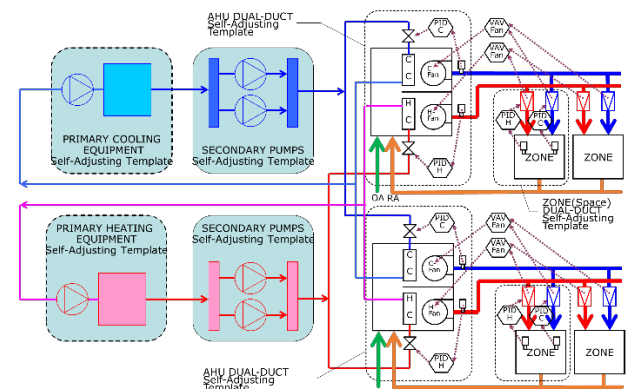 AHU DUAL-DUCT
Self-Adjusting
Template
PID
C
VAV
Fan
VAV
Fan
C
C
C-
Fan
H
C
H-
Fan
PID
H
PID
H
PID
C
ZONE
ZONE
OA RA
PRIMARY COOLING
EQUIPMENT
Self-Adjusting Template
SECONDARY PUMPS
Self-Adjusting Template
ZONE(Space)
DUAL-DUCT
Self-Adjusting
Template
PRIMARY HEATING
EQUIPMENT
Self-Adjusting Template
SECONDARY PUMPS
Self-Adjusting Template
PID
C
VAV
Fan
VAV
Fan
C
C
C-
Fan
H
C
H-
Fan
PID
H
PID
H
PID
C
ZONE
ZONE
AHU DUAL-DUCT
Self-Adjusting
Template
OA RA